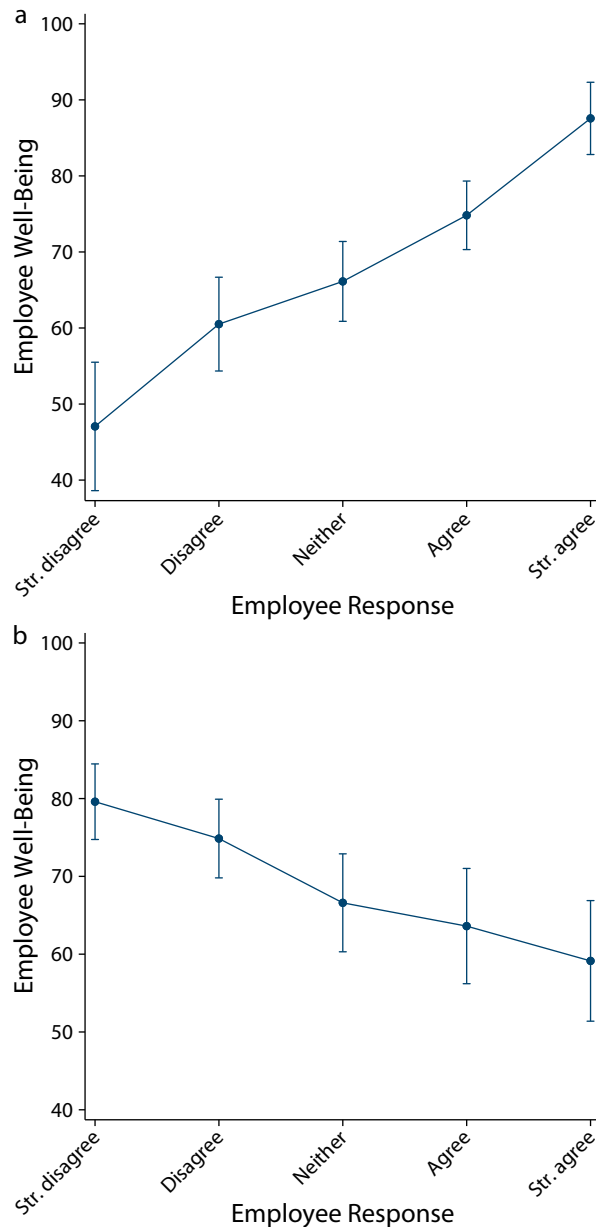 a
100
90
80
70
60
50
40
Employee Well-Being
Str. disagree
Disagree
Neither
Agree
Str. agree
Employee Response
b
100
90
80
70
60
50
40
Employee Well-Being
Str. disagree
Disagree
Neither
Agree
Str. agree
Employee Response